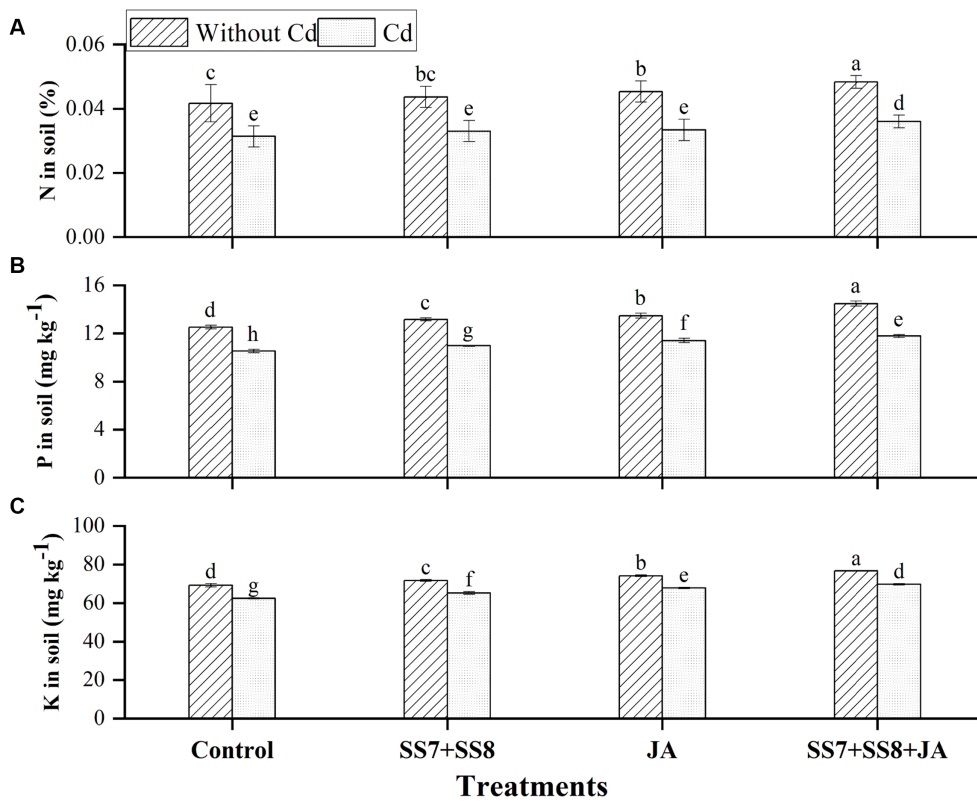 A
Without Cd Cd
0.06
0.04
0.02
0.00
N in soil (%)
c e bc e b e a d
B
16
12
8
4
0
P in soil (mg kg⁻¹)
d h c g b f a e
C
100
80
60
40
20
0
K in soil (mg kg⁻¹)
d g c f b e a d
Control SS7+SS8 JA SS7+SS8+JA
Treatments